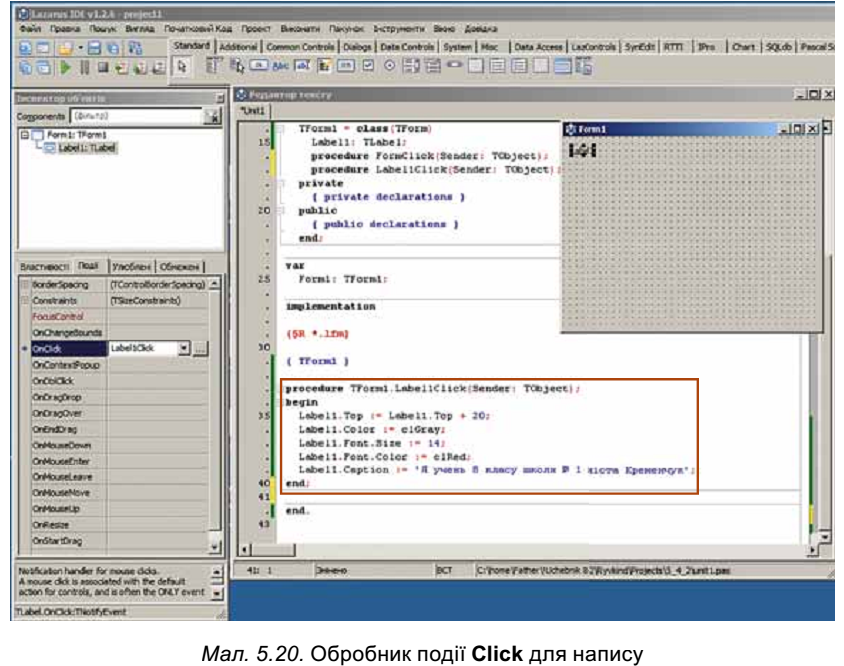 Lazarus IDE v1.2.6 - project1
Файл Правка Пошук Вигляд Початковий Код Проект Виконати Пакунок Інструменти Вікно Довідка
Standard Additional Common Controls Dialogs Data Controls System Misc Data Access LazControls SynEdit RTTI IPro Chart SQLdb Pascal S
Інспектор об'єктів
Components (фильтр)
Form1: TForm1
Label1: TLabel
Властивості Події Улюблені Обмежені
BorderSpacing (TControlBorderSpacing)
Constraints (TSizeConstraints)
FocusControl
OnChangeBounds
OnClick Label1Click
OnContextPopup
OnDblClick
OnDragDrop
OnDragOver
OnEndDrag
OnMouseDown
OnMouseEnter
OnMouseLeave
OnMouseMove
OnMouseUp
OnResize
OnStartDrag
Notification handler for mouse clicks.
A mouse click is associated with the default
action for controls, and is often the ONLY event
TLabel.OnClick:TNotifyEvent
Редактор тексту
*Unit1
TForm1 = class(TForm)
15 Label1: TLabel;
procedure FormClick(Sender: TObject);
procedure Label1Click(Sender: TObject);
private
{ private declarations }
20 public
{ public declarations }
end;
var
25 Form1: TForm1;
implementation
{$R *.lfm}
30
{ TForm1 }
procedure TForm1.Label1Click(Sender: TObject);
begin
35 Label1.Top := Label1.Top + 20;
Label1.Color := clGray;
Label1.Font.Size := 14;
Label1.Font.Color := clRed;
Label1.Caption := 'Я учень 8 класу школи № 1 міста Кременчук';
40 end;
41
end.
43
41: 1 Змінено ВСТ C:\home\Father\Uchebnik 8 2\Ryvkind\Projects\5_4_2\unit1.pas
Form1
Мал. 5.20. Обробник події Click для напису